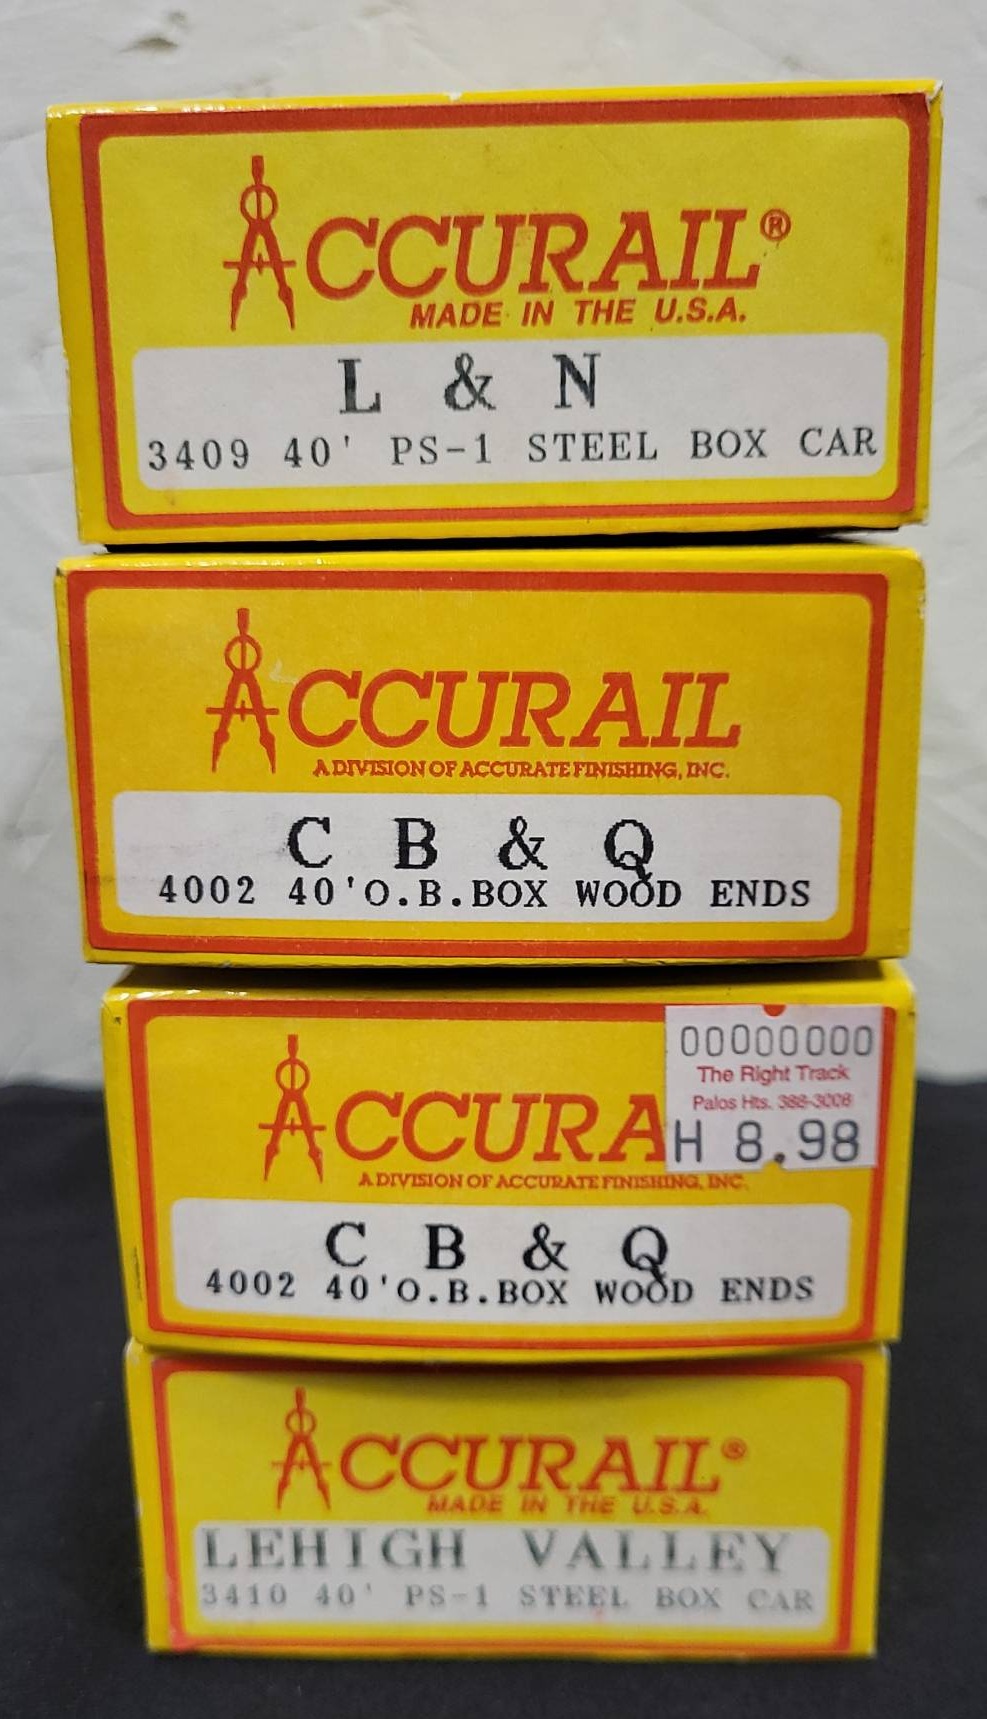 ACCURAIL®
MADE IN THE U.S.A.
L & N
3409 40' PS-1 STEEL BOX CAR
ACCURAIL
A DIVISION OF ACCURATE FINISHING, INC.
C B & Q
4002 40'O.B.BOX WOOD ENDS
00000000
The Right Track
Palos Hts. 388-3008
H 8.98
ACCURA
A DIVISION OF ACCURATE FINISHING, INC.
C B & Q
4002 40'O.B.BOX WOOD ENDS
ACCURAIL®
MADE IN THE U.S.A.
LEHIGH VALLEY
3410 40' PS-1 STEEL BOX CAR